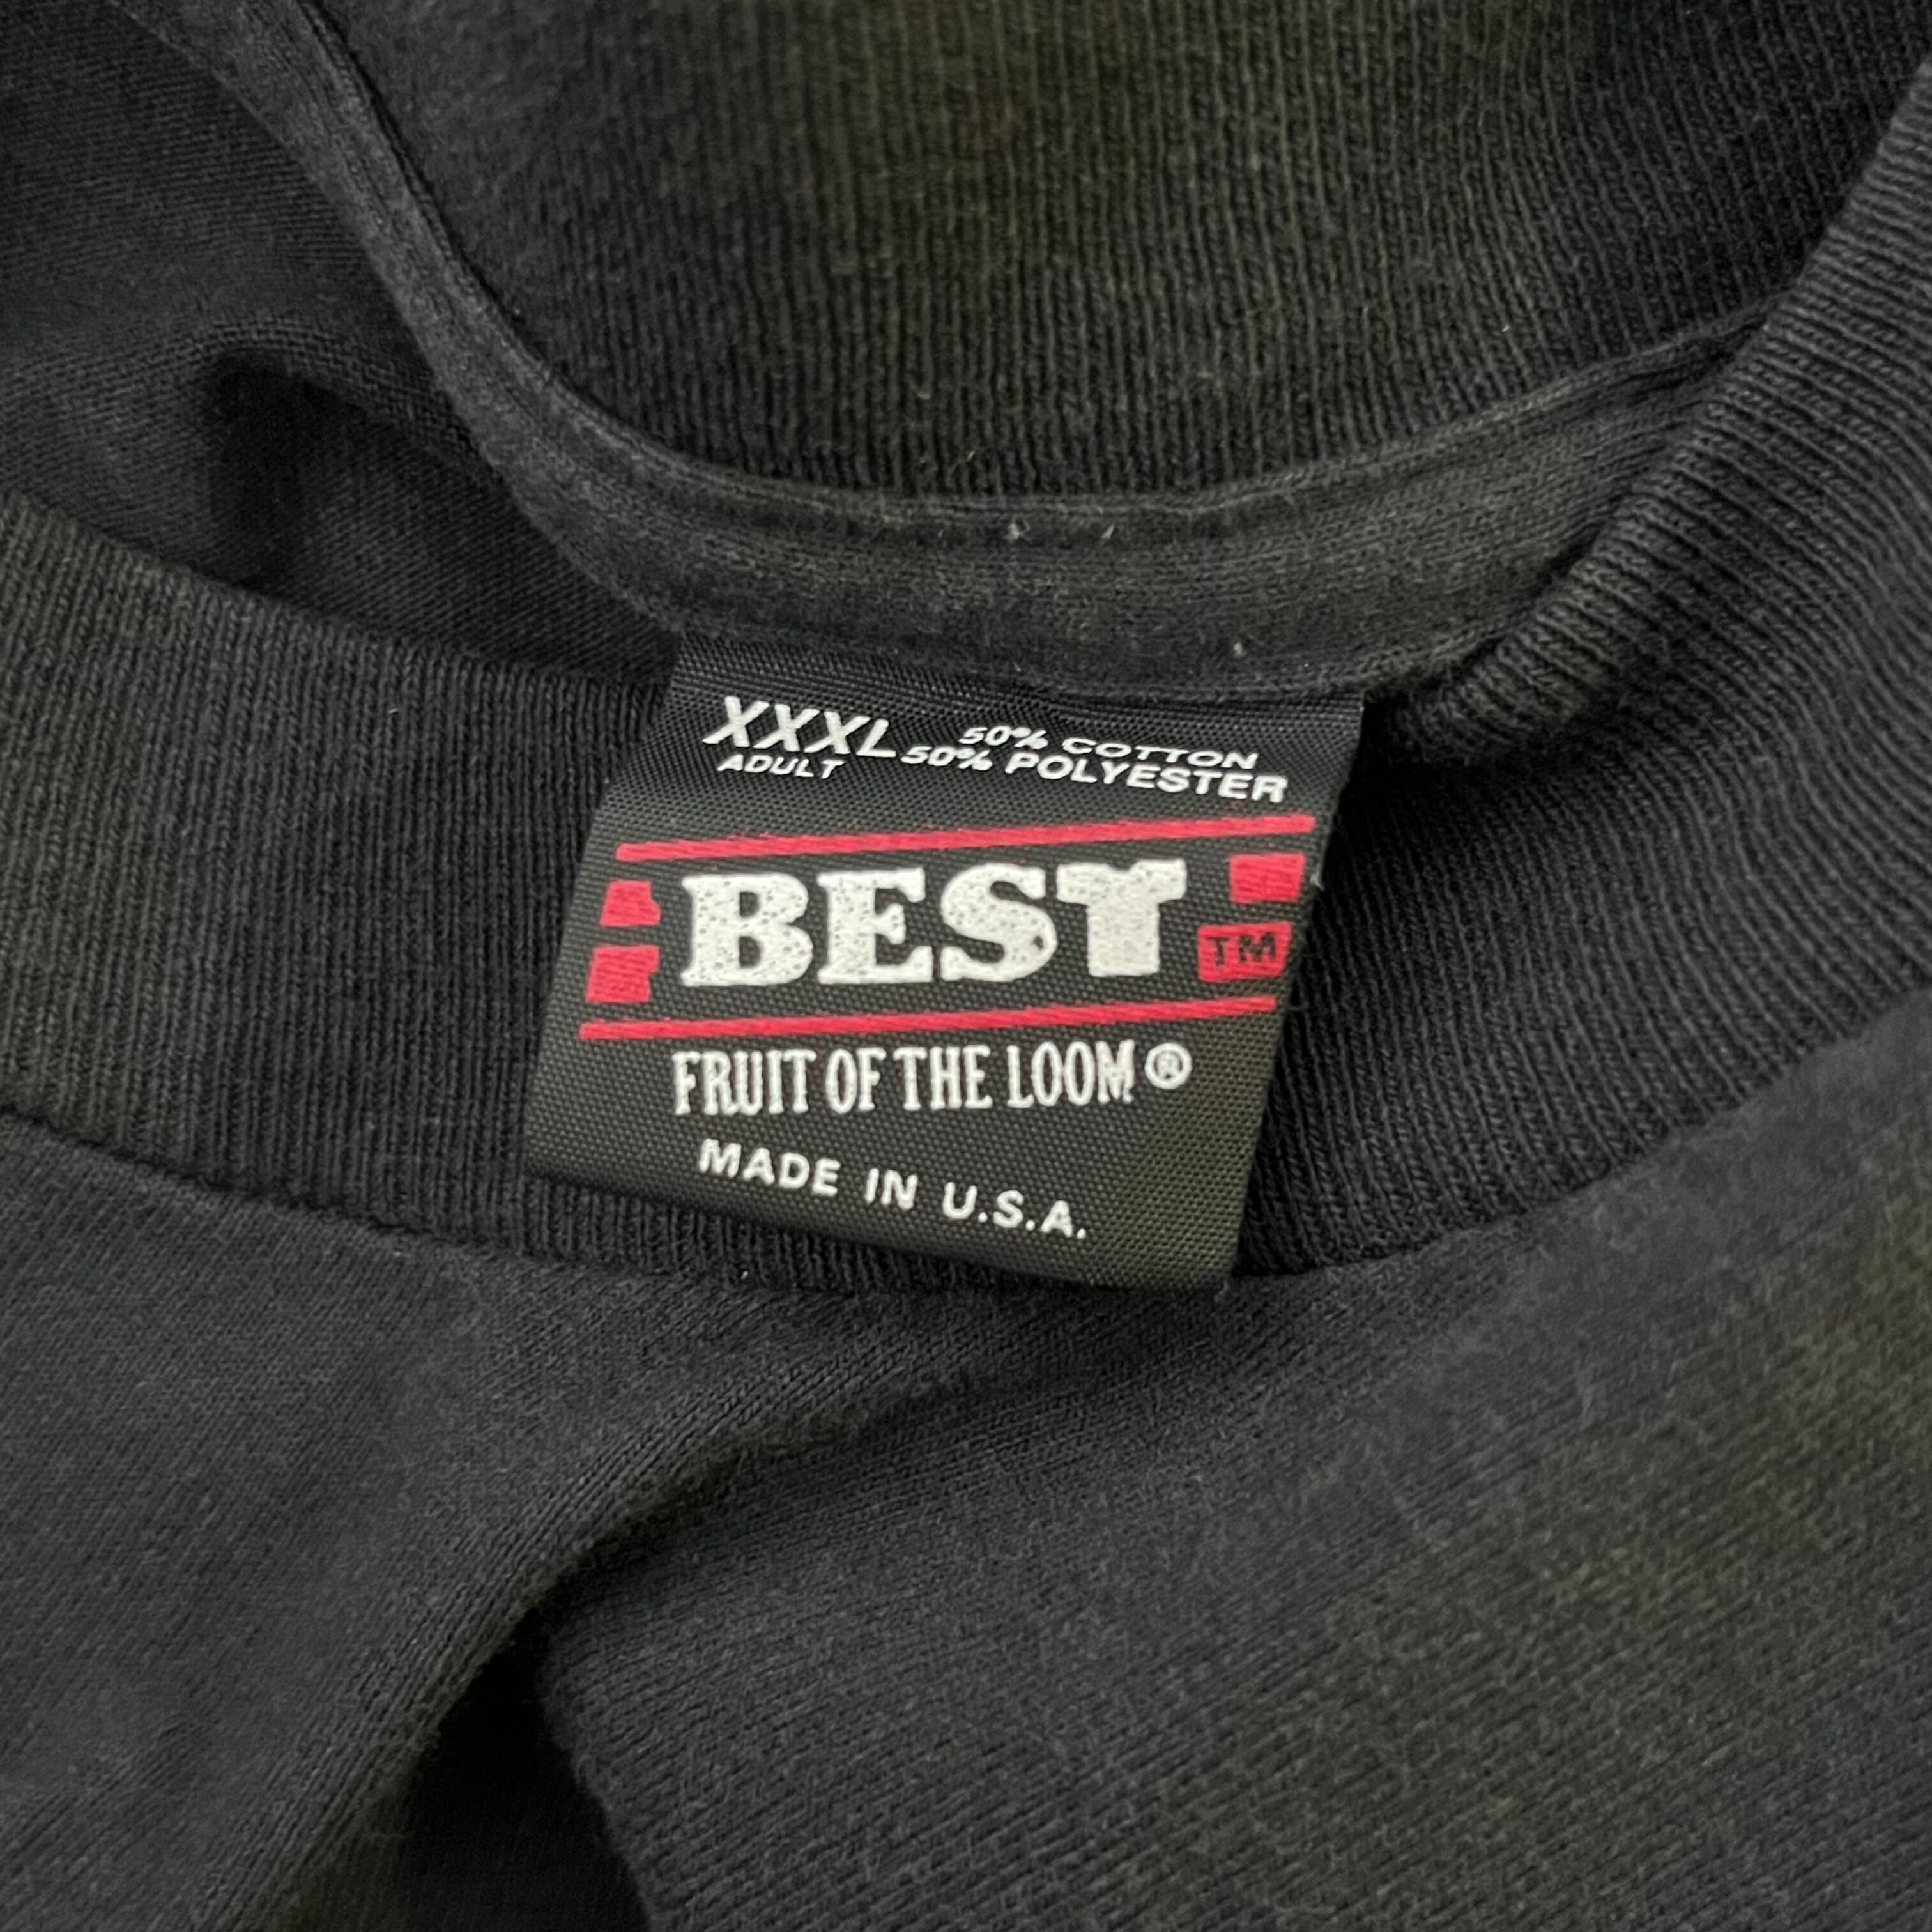 XXXL 50% COTTON
ADULT 50% POLYESTER
BEST
TM
FRUIT OF THE LOOM®
MADE IN U.S.A.